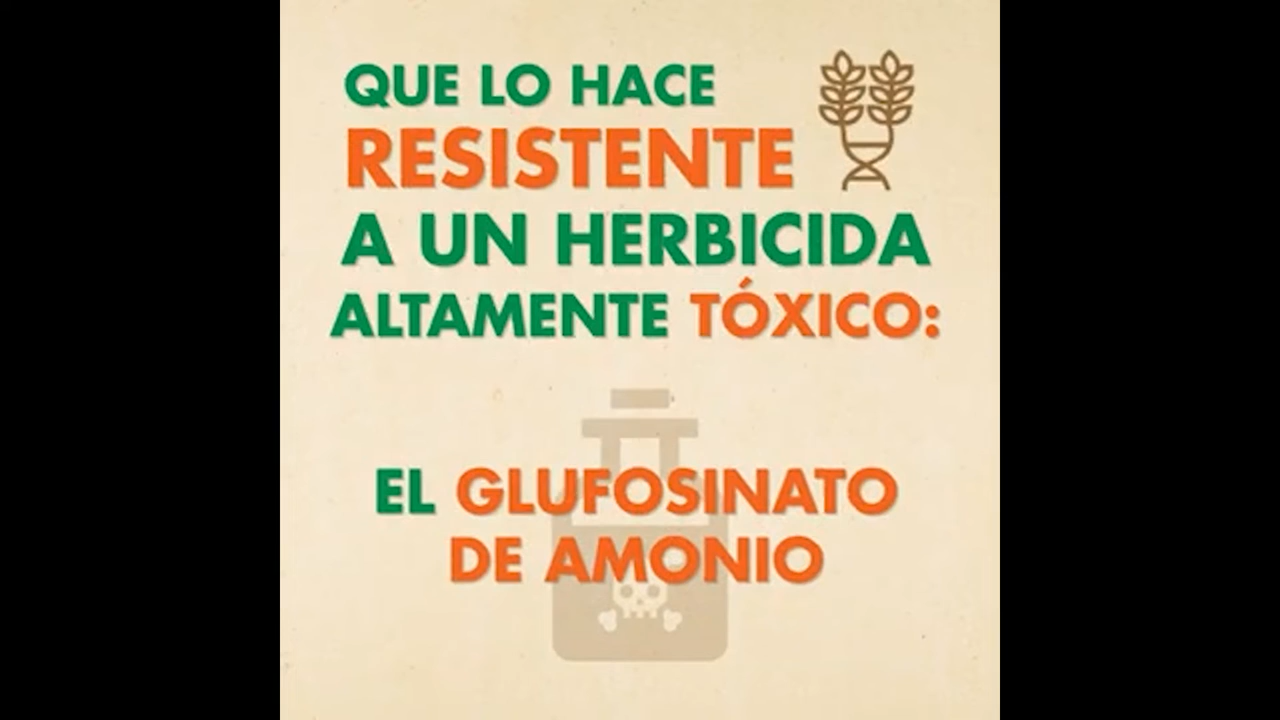 QUE LO HACE
RESISTENTE
A UN HERBICIDA
ALTAMENTE TÓXICO:
EL GLUFOSINATO
DE AMONIO